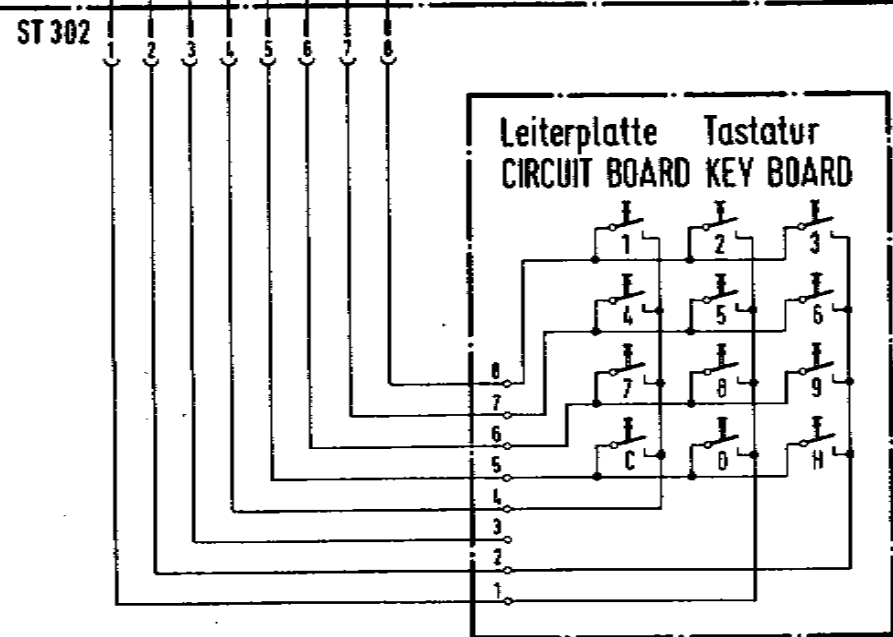 ST 302
1 2 3 4 5 6 7 8
Leiterplatte Tastatur
CIRCUIT BOARD KEY BOARD
1 2 3
4 5 6
7 8 9
C 0 H
8
7
6
5
4
3
2
1